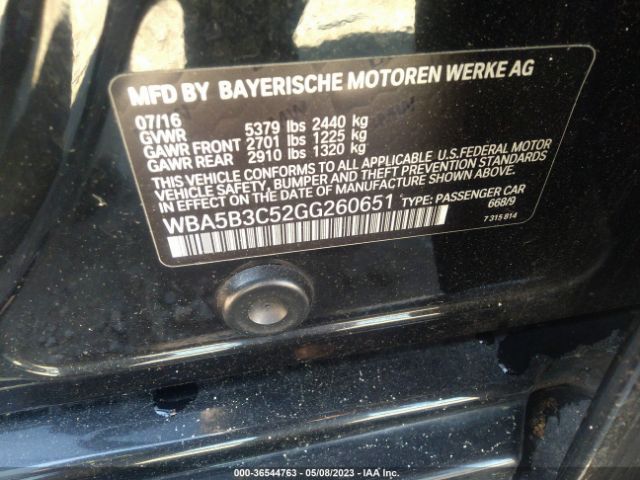 MFD BY BAYERISCHE MOTOREN WERKE AG
07/16
GVWR 5379 lbs 2440 kg
GAWR FRONT 2701 lbs 1225 kg
GAWR REAR 2910 lbs 1320 kg
THIS VEHICLE CONFORMS TO ALL APPLICABLE U.S.FEDERAL MOTOR
VEHICLE SAFETY, BUMPER AND THEFT PREVENTION STANDARDS
IN EFFECT ON THE DATE OF MANUFACTURE SHOWN ABOVE.
WBA5B3C52GG260651 TYPE: PASSENGER CAR
668/9
7 315 814
000-36544763 - 05/08/2023 - IAA Inc.